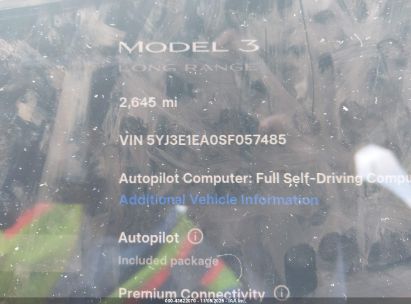 MODEL 3
LONG RANGE
2,645 mi
VIN 5YJ3E1EA0SF057485
Autopilot Computer: Full Self-Driving Compu
Additional Vehicle Information
Autopilot
Included package
Premium Connectivity